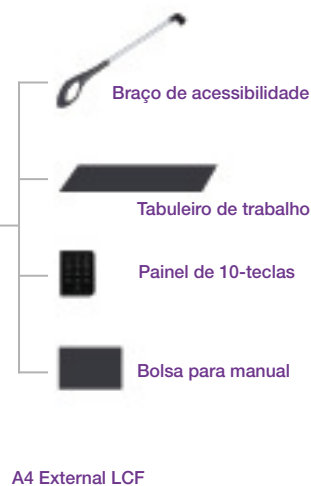 Braço de acessibilidade
Tabuleiro de trabalho
Painel de 10-teclas
Bolsa para manual
A4 External LCF